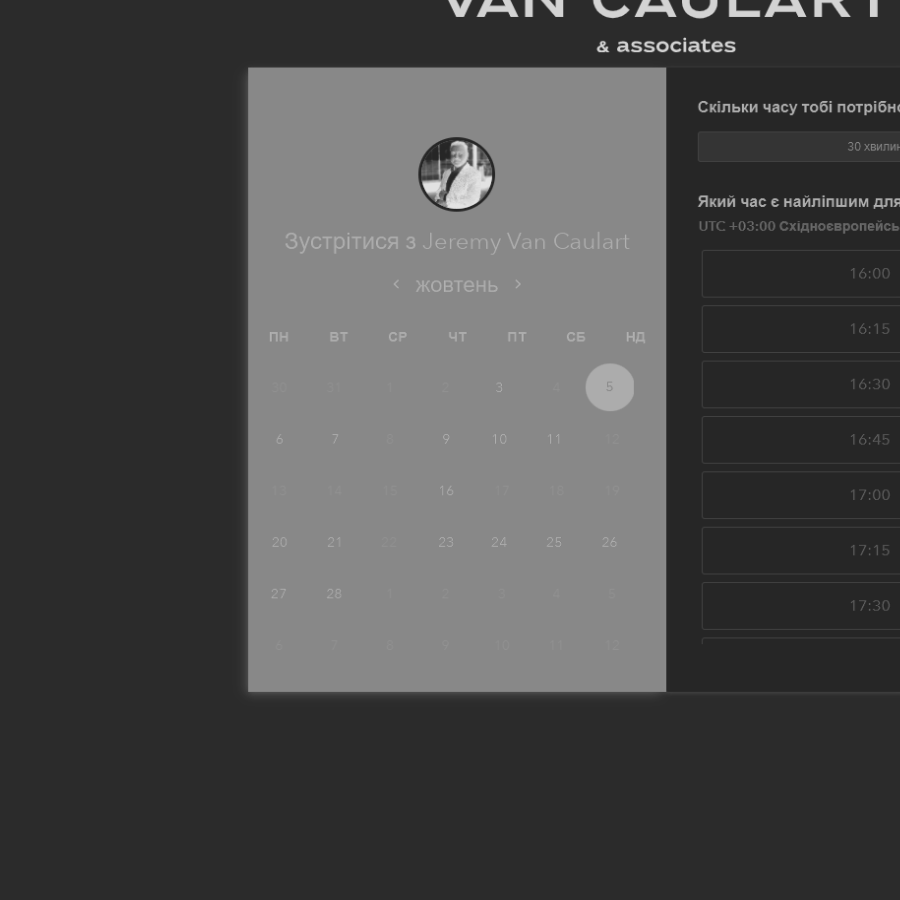 VAN CAULART
& associates
Зустрітися з Jeremy Van Caulart
‹ жовтень ›
ПН ВТ СР ЧТ ПТ СБ НД
30 31 1 2 3 4 5
6 7 8 9 10 11 12
13 14 15 16 17 18 19
20 21 22 23 24 25 26
27 28 1 2 3 4 5
6 7 8 9 10 11 12
Скільки часу тобі потрібно
30 хвилин
Який час є найліпшим для
UTC +03:00 Східноєвропейсь
16:00
16:15
16:30
16:45
17:00
17:15
17:30